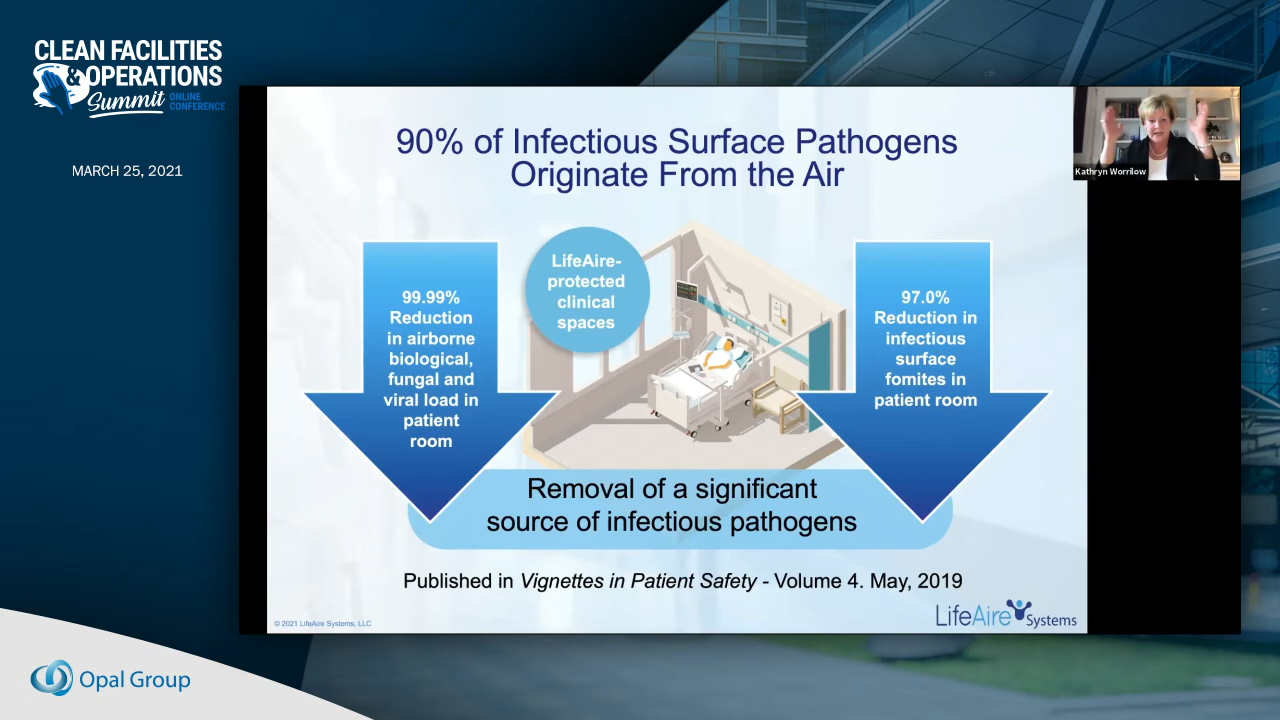 CLEAN FACILITIES
& OPERATIONS
Summit ONLINE
CONFERENCE
MARCH 25, 2021
90% of Infectious Surface Pathogens
Originate From the Air
Kathryn Worrilow
LifeAire-
protected
clinical
spaces
99.99%
Reduction
in airborne
biological,
fungal and
viral load in
patient
room
97.0%
Reduction in
infectious
surface
fomites in
patient room
Removal of a significant
source of infectious pathogens
Published in Vignettes in Patient Safety - Volume 4. May, 2019
© 2021 LifeAire Systems, LLC
LifeAire Systems
Opal Group